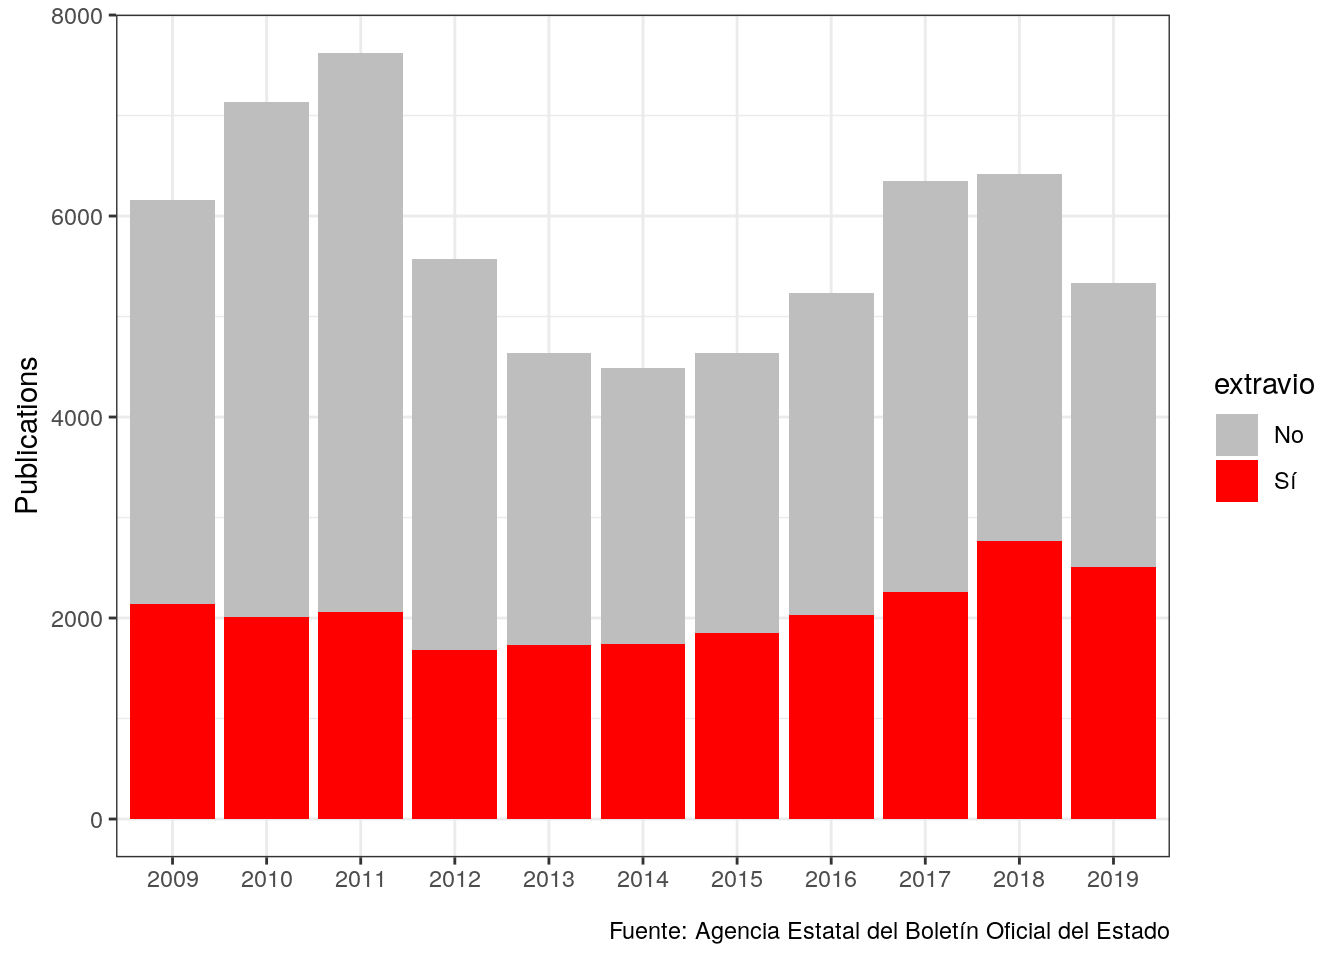 8000
6000
4000
2000
0
Publications
2009 2010 2011 2012 2013 2014 2015 2016 2017 2018 2019
extravio
No
Sí
Fuente: Agencia Estatal del Boletín Oficial del Estado